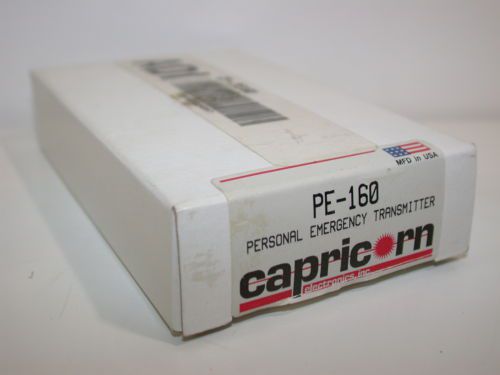 MFD In USA
PE-160
PERSONAL EMERGENCY TRANSMITTER
capricorn
electronics, inc.